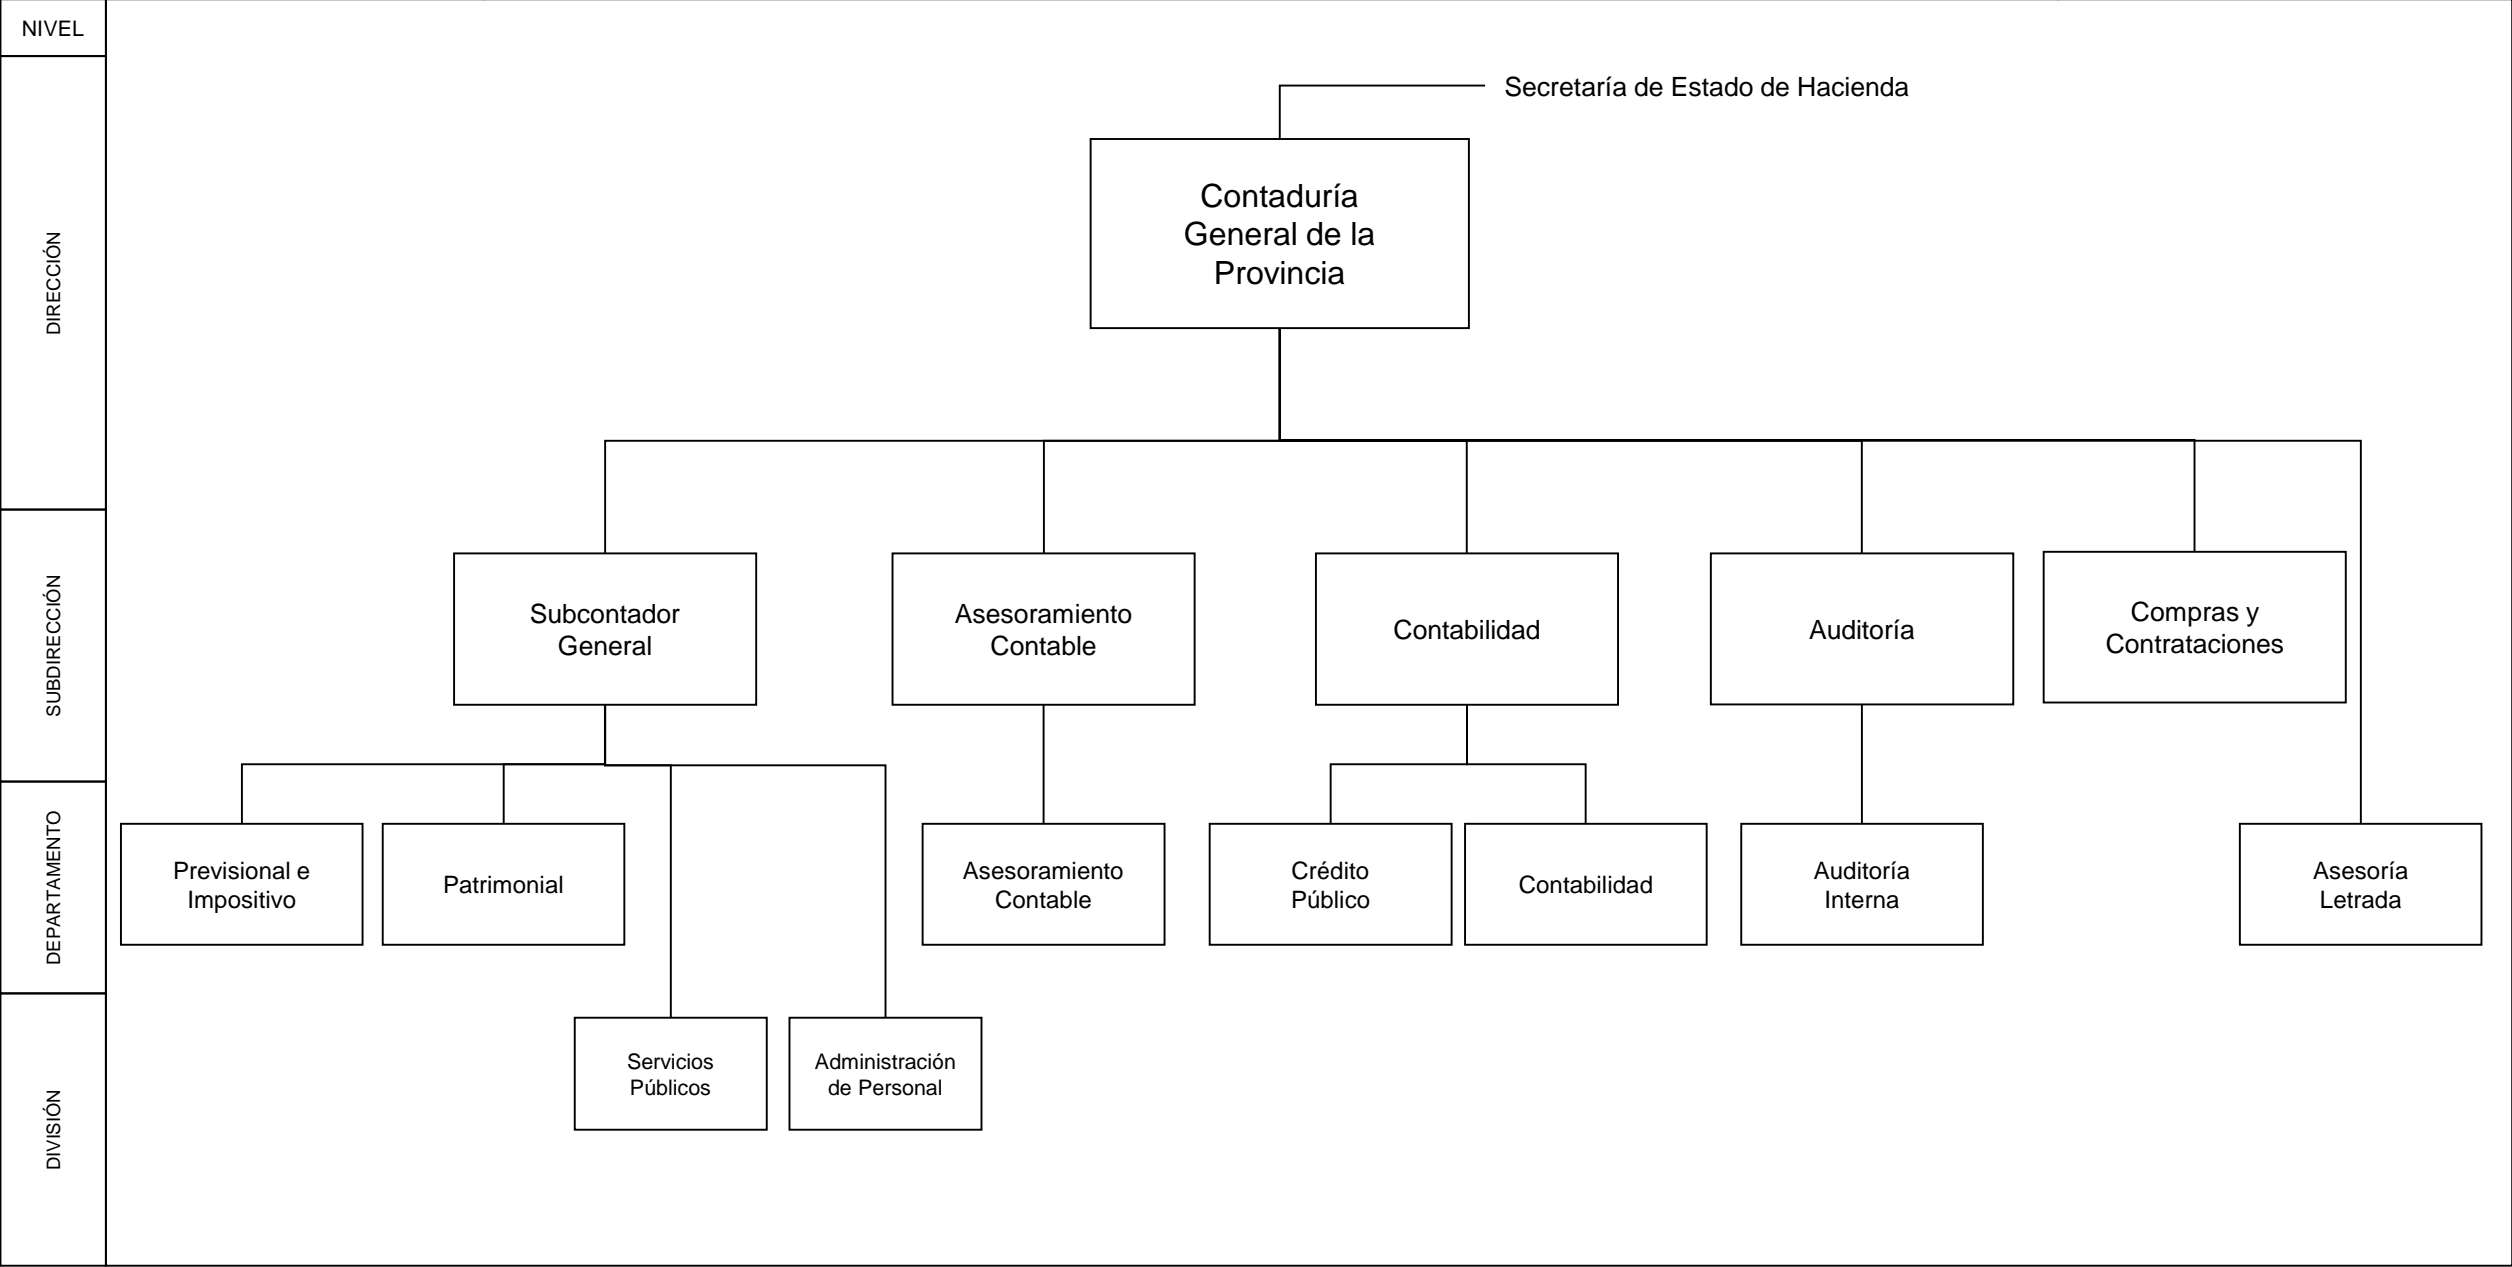 NIVEL
Secretaría de Estado de Hacienda
DIRECCIÓN
Contaduría
General de la
Provincia
SUBDIRECCIÓN
Subcontador
General
Asesoramiento
Contable
Contabilidad
Auditoría
Compras y
Contrataciones
DEPARTAMENTO
Previsional e
Impositivo
Patrimonial
Asesoramiento
Contable
Crédito
Público
Contabilidad
Auditoría
Interna
Asesoría
Letrada
DIVISIÓN
Servicios
Públicos
Administración
de Personal